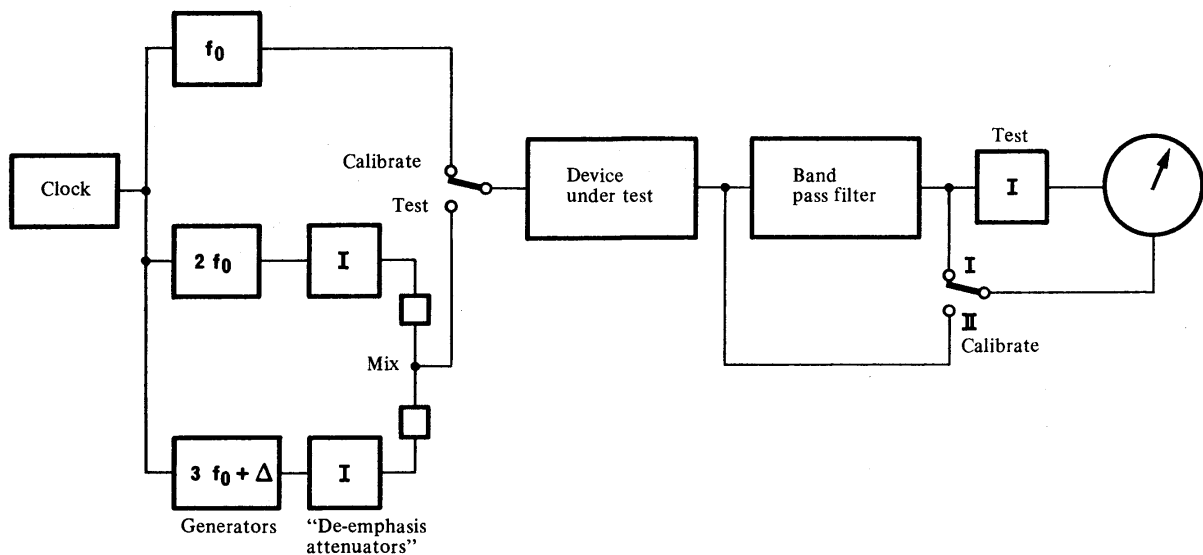 f0
Clock
Calibrate
Test
2 f0
I
Mix
3 f0 + Δ
I
Generators
“De-emphasis
attenuators”
Device
under test
Band
pass filter
Test
I
I
II
Calibrate